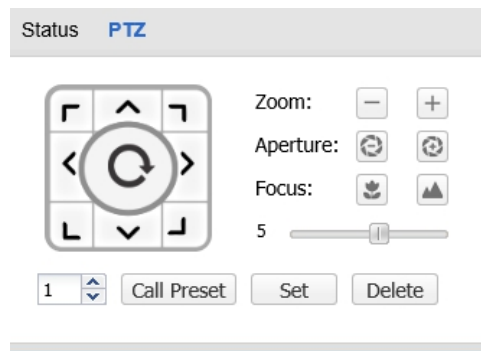 Status PTZ
Zoom:
Aperture:
Focus:
5
1 Call Preset Set Delete